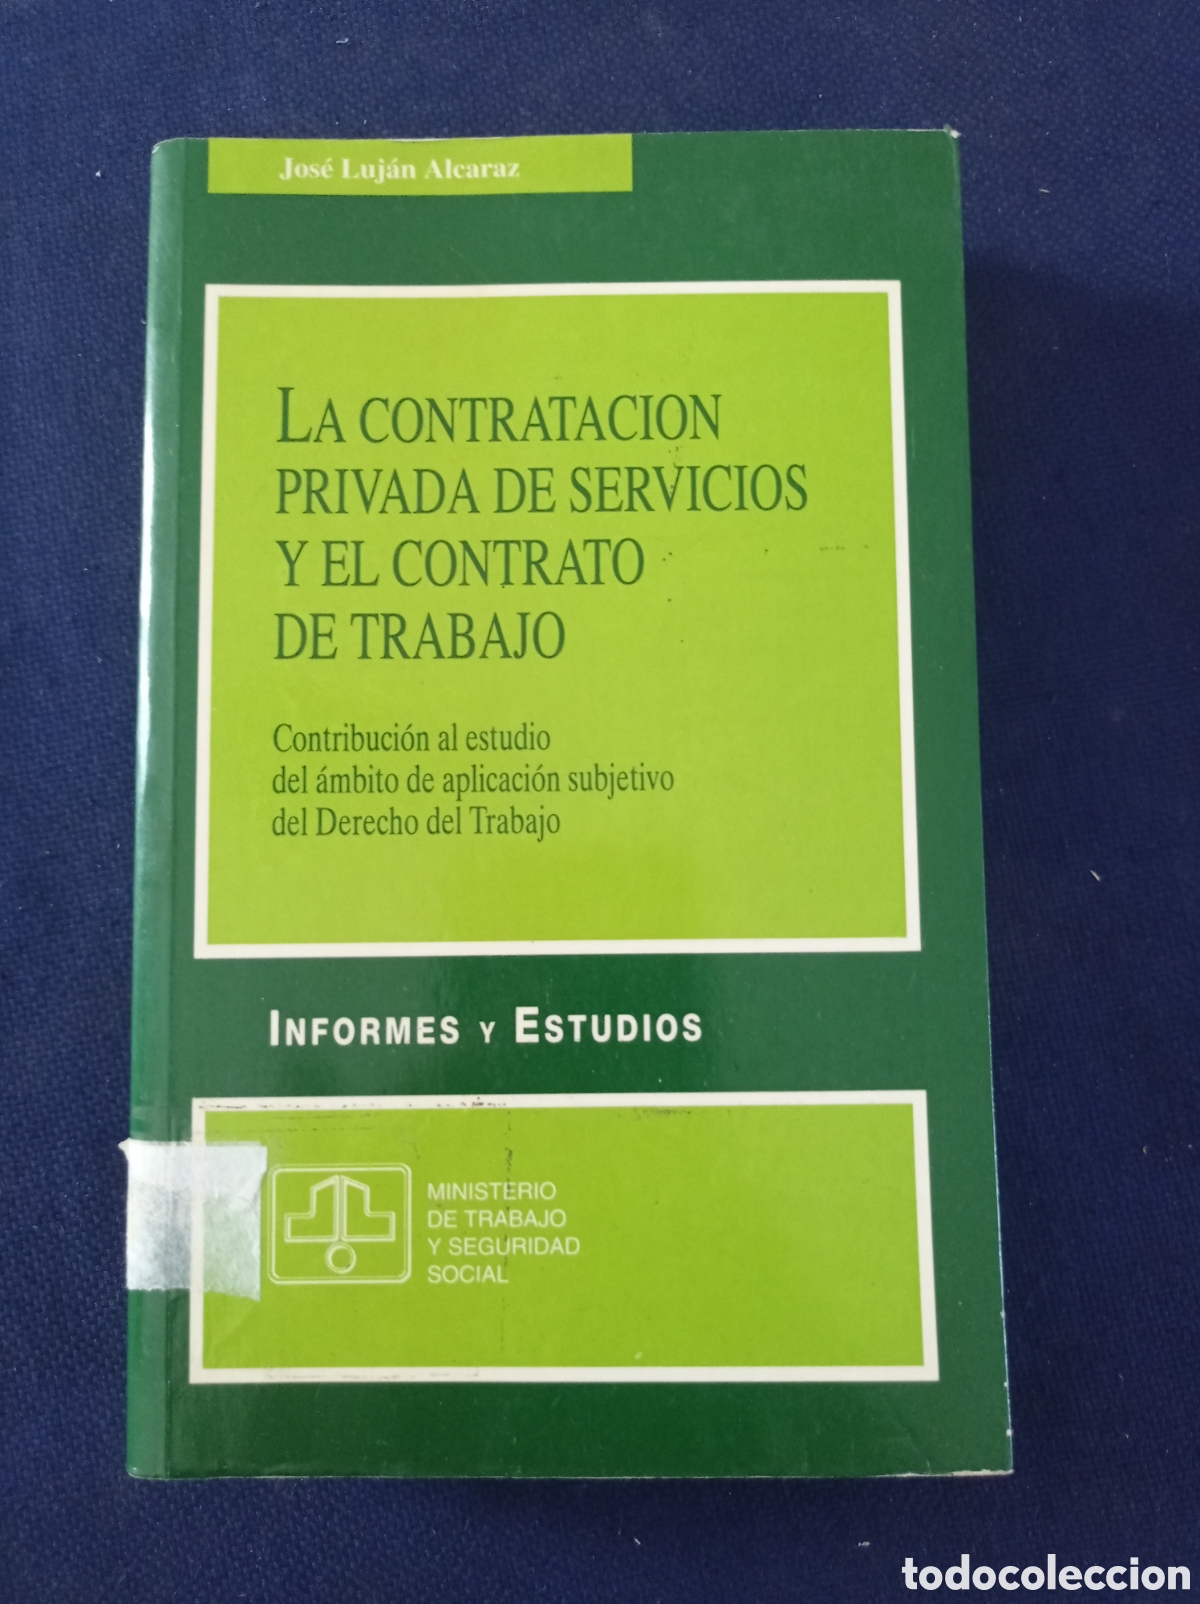 José Luján Alcaraz
LA CONTRATACION
PRIVADA DE SERVICIOS
Y EL CONTRATO
DE TRABAJO
Contribución al estudio
del ámbito de aplicación subjetivo
del Derecho del Trabajo
INFORMES Y ESTUDIOS
MINISTERIO
DE TRABAJO
Y SEGURIDAD
SOCIAL
todocoleccion